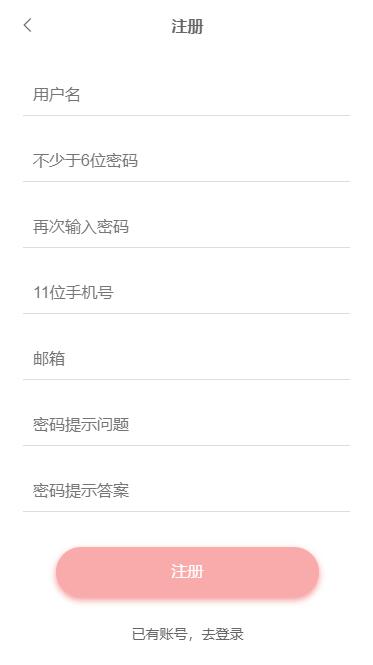 注册
用户名
不少于6位密码
再次输入密码
11位手机号
邮箱
密码提示问题
密码提示答案
注册
已有账号，去登录